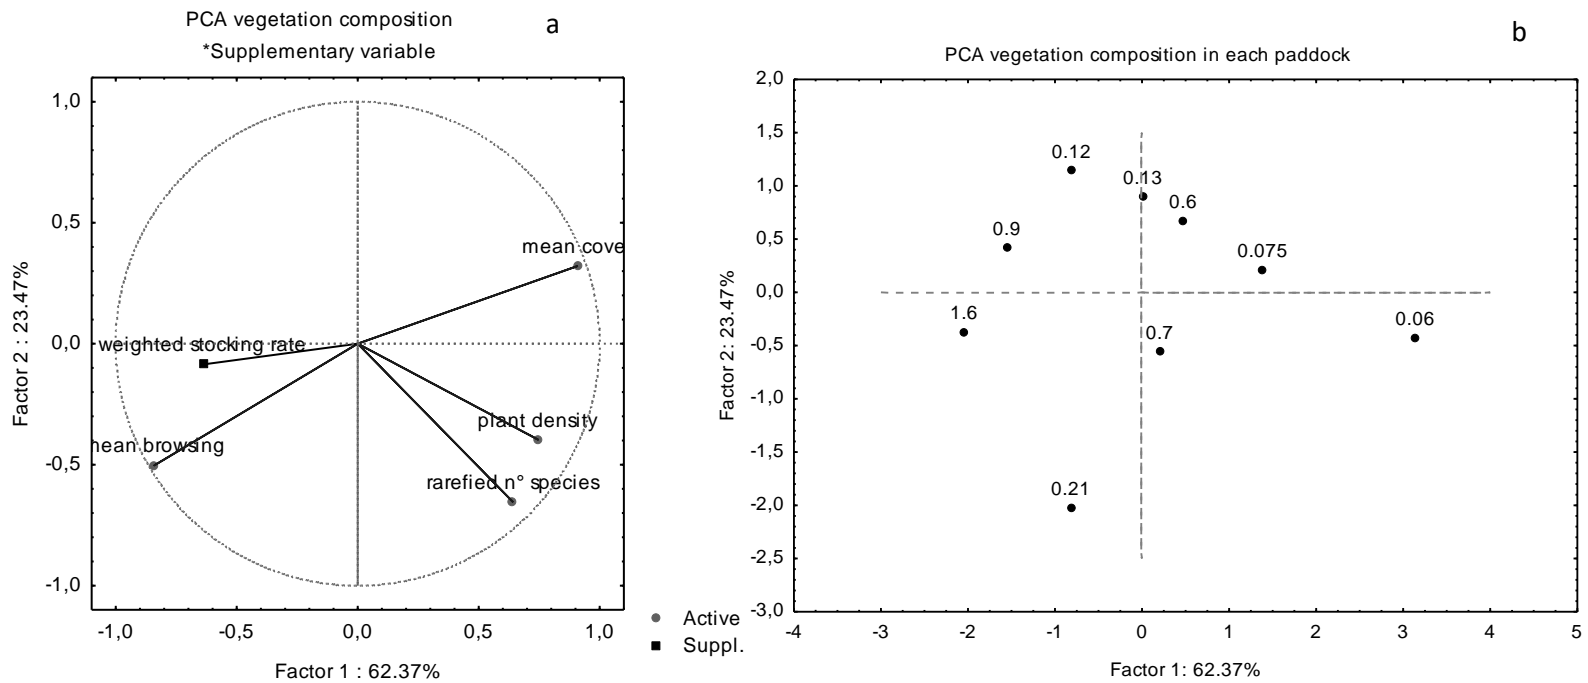 PCA vegetation composition
*Supplementary variable
a
1,0
0,5
0,0
-0,5
-1,0
Factor 2 : 23.47%
mean cove
weighted stocking rate
plant density
mean browsing
rarefied n° species
-1,0 -0,5 0,0 0,5 1,0
Factor 1 : 62.37%
Active
Suppl.
b
PCA vegetation composition in each paddock
2,0
1,5
1,0
0,5
0,0
-0,5
-1,0
-1,5
-2,0
-2,5
-3,0
Factor 2: 23.47%
0.12
0.13
0.6
0.9
0.075
1.6
0.7
0.06
0.21
-4 -3 -2 -1 0 1 2 3 4 5
Factor 1: 62.37%